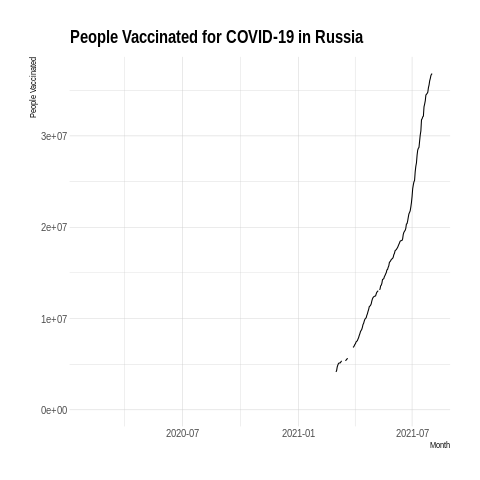 People Vaccinated for COVID-19 in Russia
People Vaccinated
3e+07
2e+07
1e+07
0e+00
2020-07
2021-01
2021-07
Month